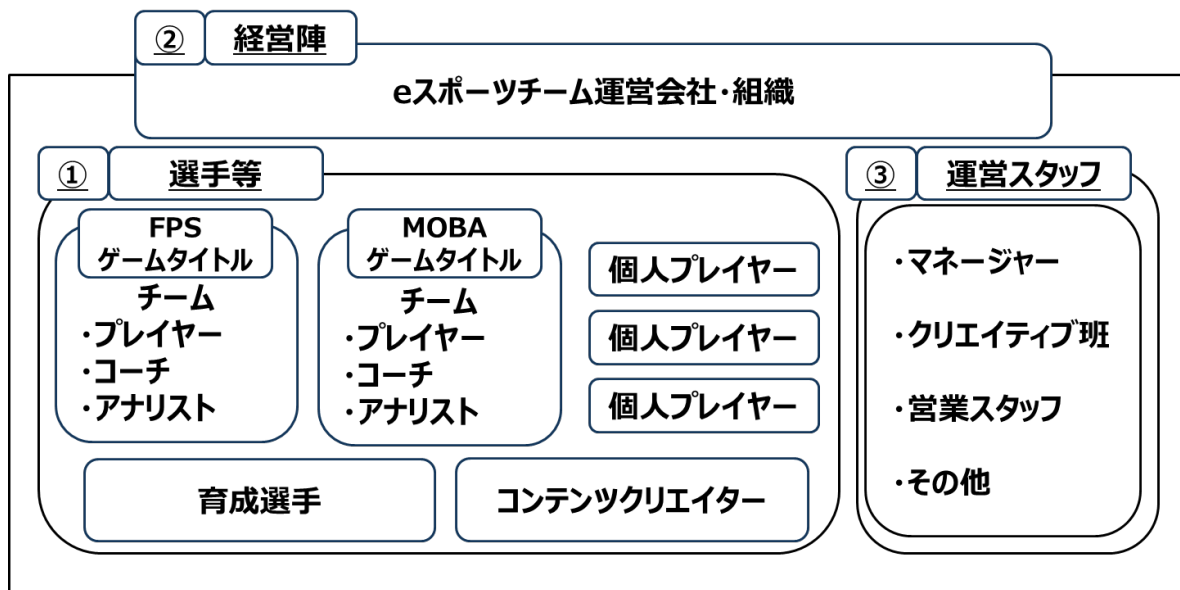 ② 経営陣
eスポーツチーム運営会社・組織
① 選手等
FPS
ゲームタイトル
チーム
・プレイヤー
・コーチ
・アナリスト
MOBA
ゲームタイトル
チーム
・プレイヤー
・コーチ
・アナリスト
個人プレイヤー
個人プレイヤー
個人プレイヤー
育成選手
コンテンツクリエイター
③ 運営スタッフ
・マネージャー
・クリエイティブ班
・営業スタッフ
・その他